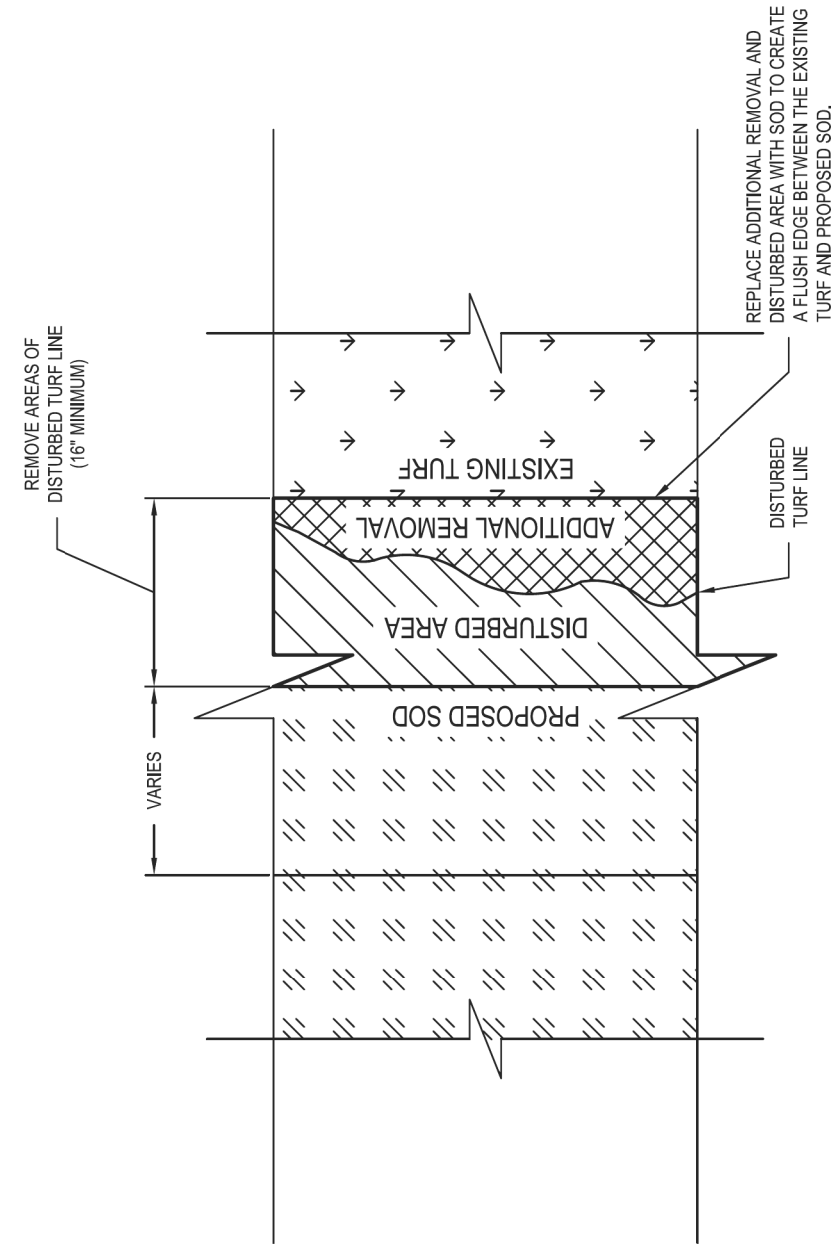 REMOVE AREAS OF
DISTURBED TURF LINE
(16" MINIMUM)
VARIES
EXISTING TURF
ADDITIONAL REMOVAL
DISTURBED AREA
PROPOSED SOD
DISTURBED
TURF LINE
REPLACE ADDITIONAL REMOVAL AND
DISTURBED AREA WITH SOD TO CREATE
A FLUSH EDGE BETWEEN THE EXISTING
TURF AND PROPOSED SOD.